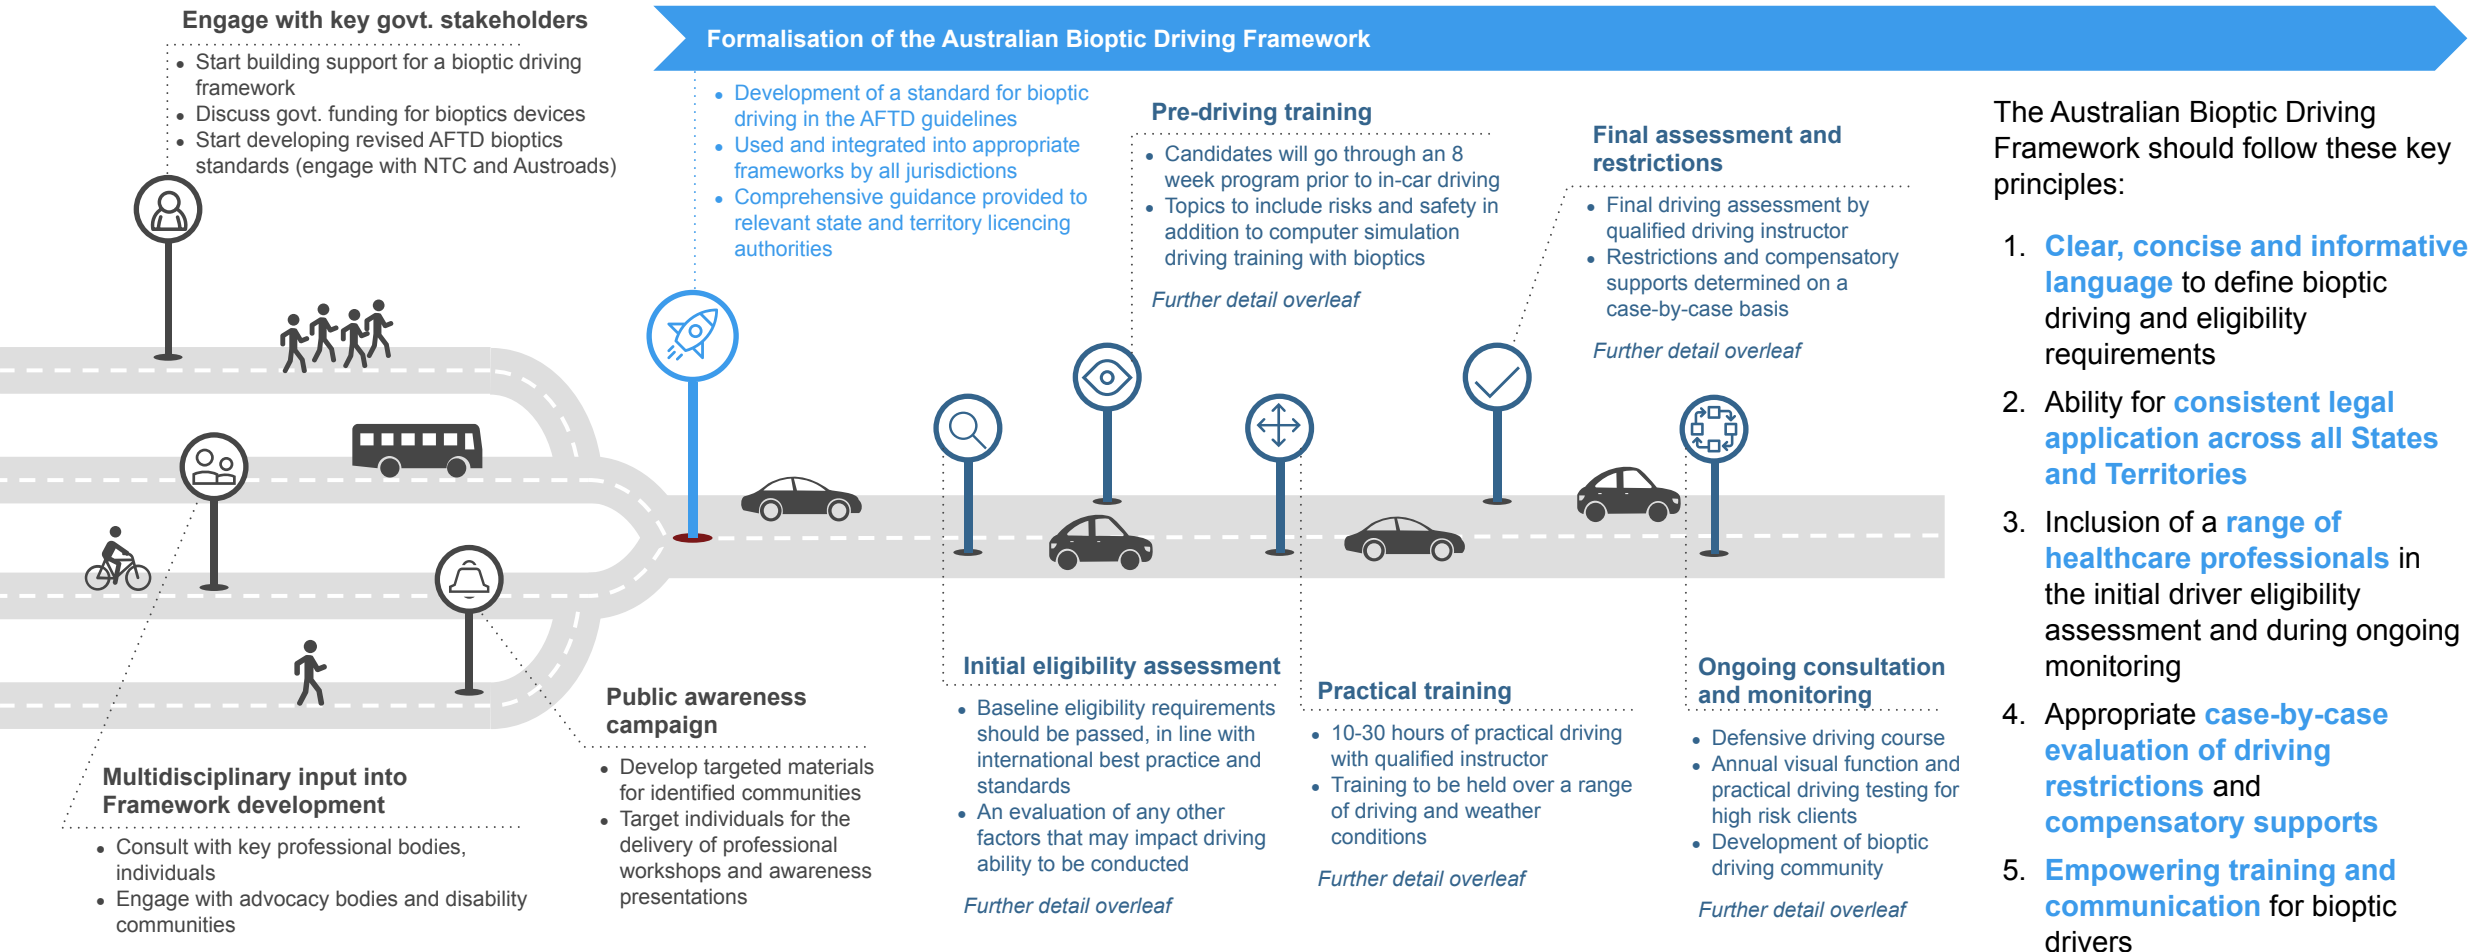 Engage with key govt. stakeholders
• Start building support for a bioptic driving
framework
• Discuss govt. funding for bioptics devices
• Start developing revised AFTD bioptics
standards (engage with NTC and Austroads)
Multidisciplinary input into
Framework development
• Consult with key professional bodies,
individuals
• Engage with advocacy bodies and disability
communities
Public awareness
campaign
• Develop targeted materials
for identified communities
• Target individuals for the
delivery of professional
workshops and awareness
presentations
Formalisation of the Australian Bioptic Driving Framework
• Development of a standard for bioptic
driving in the AFTD guidelines
• Used and integrated into appropriate
frameworks by all jurisdictions
• Comprehensive guidance provided to
relevant state and territory licencing
authorities
Initial eligibility assessment
• Baseline eligibility requirements
should be passed, in line with
international best practice and
standards
• An evaluation of any other
factors that may impact driving
ability to be conducted
Further detail overleaf
Pre-driving training
• Candidates will go through an 8
week program prior to in-car driving
• Topics to include risks and safety in
addition to computer simulation
driving training with bioptics
Further detail overleaf
Practical training
• 10-30 hours of practical driving
with qualified instructor
• Training to be held over a range
of driving and weather
conditions
Further detail overleaf
Final assessment and
restrictions
• Final driving assessment by
qualified driving instructor
• Restrictions and compensatory
supports determined on a
case-by-case basis
Further detail overleaf
Ongoing consultation
and monitoring
• Defensive driving course
• Annual visual function and
practical driving testing for
high risk clients
• Development of bioptic
driving community
Further detail overleaf
The Australian Bioptic Driving
Framework should follow these key
principles:
1. Clear, concise and informative
language to define bioptic
driving and eligibility
requirements
2. Ability for consistent legal
application across all States
and Territories
3. Inclusion of a range of
healthcare professionals in
the initial driver eligibility
assessment and during ongoing
monitoring
4. Appropriate case-by-case
evaluation of driving
restrictions and
compensatory supports
5. Empowering training and
communication for bioptic
drivers